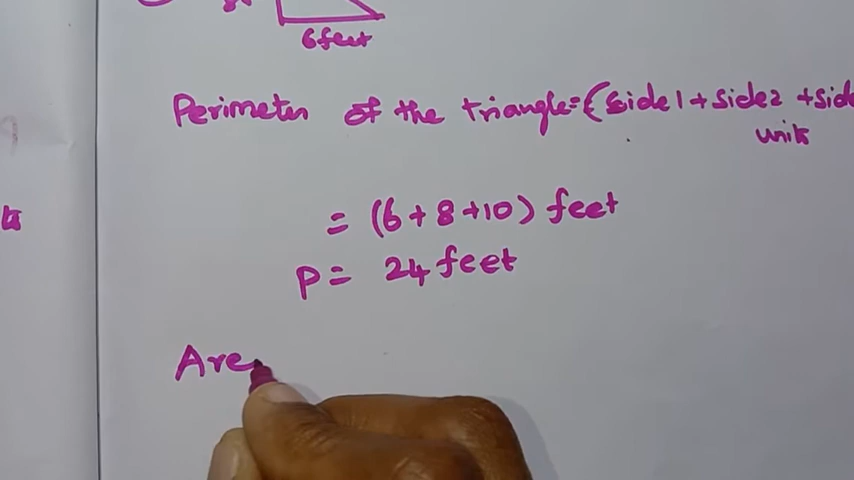 6feet
Perimeter of the triangle = (side1 + side2 + side
units
= (6 + 8 + 10) feet
P = 24 feet
Are